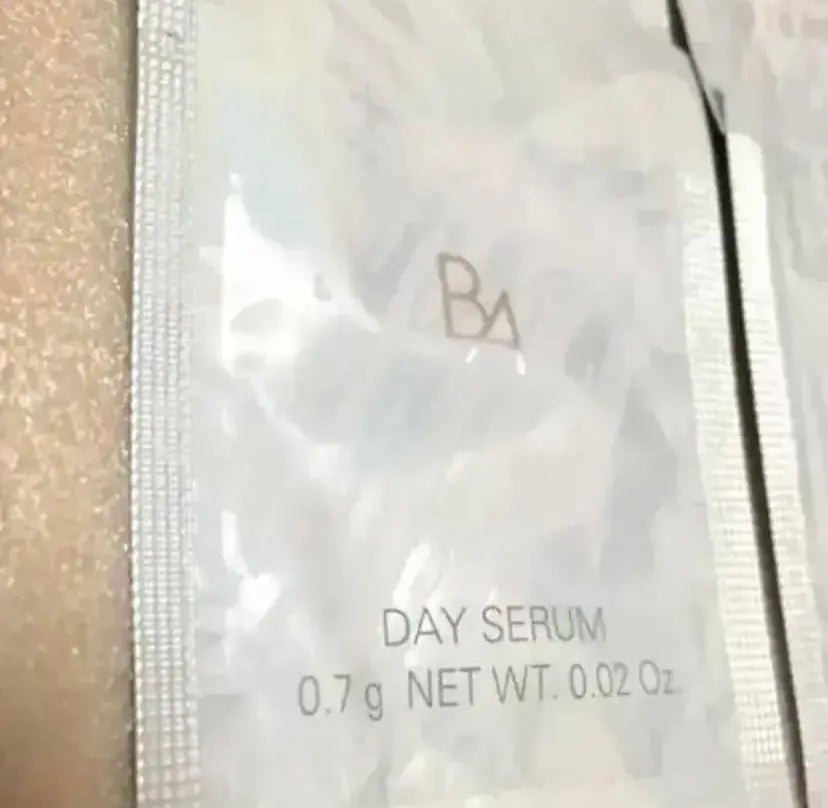 BA
DAY SERUM
0.7 g NET WT. 0.02 Oz.